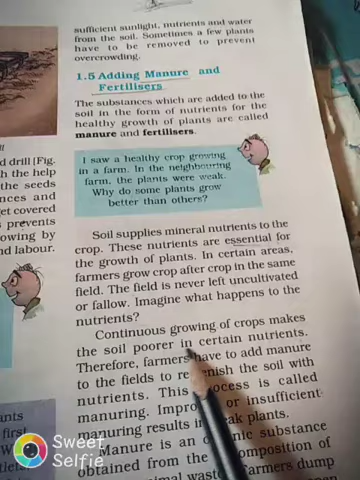 sufficient sunlight, nutrients and water
from the soil. Sometimes a few plants
have to be removed to prevent
overcrowding.
1.5 Adding Manure and
Fertilisers
The substances which are added to the
soil in the form of nutrients for the
healthy growth of plants are called
manure and fertilisers.
I saw a healthy crop growing
in a farm. In the neighbouring
farm, the plants were weak.
Why do some plants grow
better than others?
Soil supplies mineral nutrients to the
crop. These nutrients are essential for
the growth of plants. In certain areas,
farmers grow crop after crop in the same
field. The field is never left uncultivated
or fallow. Imagine what happens to the
nutrients?
Continuous growing of crops makes
the soil poorer in certain nutrients.
Therefore, farmers have to add manure
to the fields to the soil with
nutrients. This is called
manuring. or insufficient
manuring results in plants.
Manure is an substance
obtained from the of
Farmers dump
d drill (Fig.
th the help
the seeds
nces and
et covered
prevents
owing by
nd labour.
ants
first
Sweet
Selfie